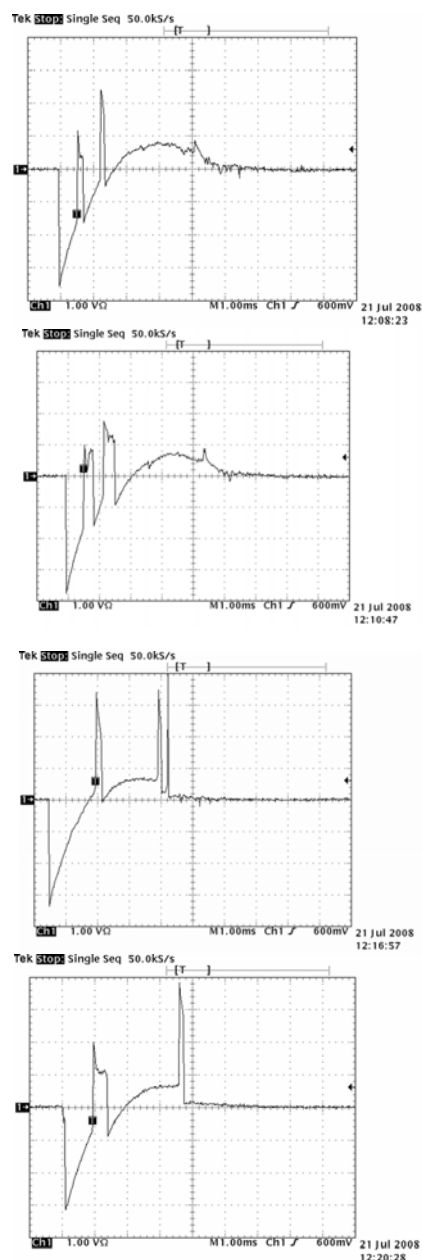 Tek Stop: Single Seq 50.0kS/s
[T ]
1→
Ch1 1.00 VΩ M1.00ms Ch1 ƒ 600mV 21 Jul 2008
12:08:23
Tek Stop: Single Seq 50.0kS/s
[T ]
1→
Ch1 1.00 VΩ M1.00ms Ch1 ƒ 600mV 21 Jul 2008
12:10:47
Tek Stop: Single Seq 50.0kS/s
[T ]
1→
Ch1 1.00 VΩ M1.00ms Ch1 ƒ 600mV 21 Jul 2008
12:16:57
Tek Stop: Single Seq 50.0kS/s
[T ]
1→
Ch1 1.00 VΩ M1.00ms Ch1 ƒ 600mV 21 Jul 2008
12:20:28